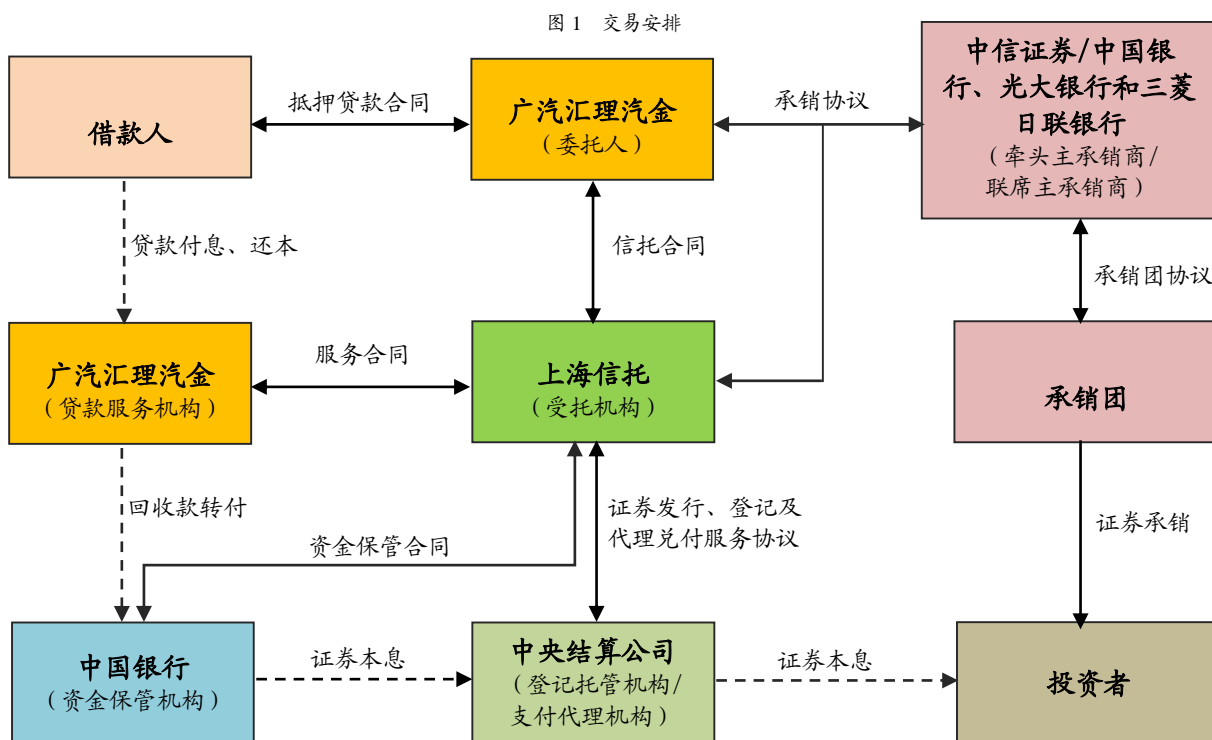 图 1 交易安排
借款人
抵押贷款合同
广汽汇理汽金
（委托人）
承销协议
中信证券/中国银
行、光大银行和三菱
日联银行
（牵头主承销商/
联席主承销商）
贷款付息、还本
信托合同
承销团协议
广汽汇理汽金
（贷款服务机构）
服务合同
上海信托
（受托机构）
承销团
回收款转付
资金保管合同
证券发行、登记及
代理兑付服务协议
证券承销
中国银行
（资金保管机构）
证券本息
中央结算公司
（登记托管机构/
支付代理机构）
证券本息
投资者